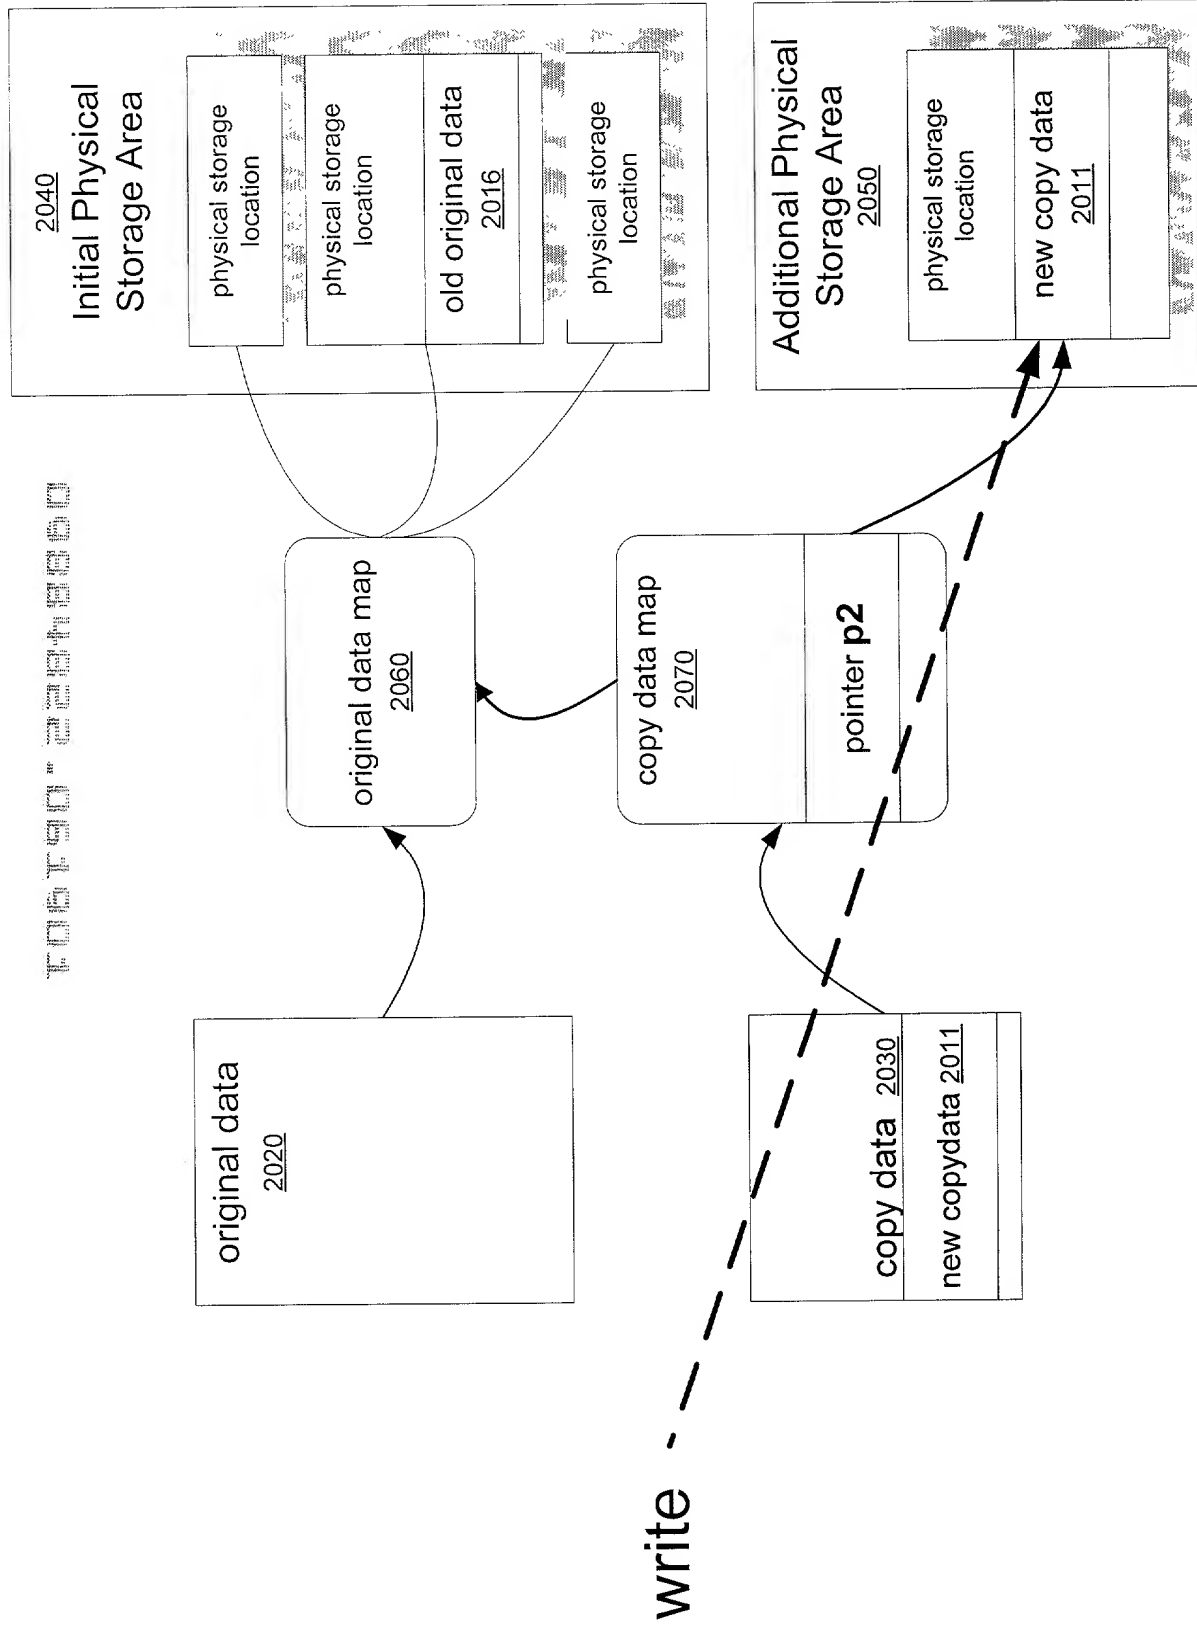 2040
Initial Physical
Storage Area
physical storage
location
physical storage
location
old original data
2016
physical storage
location
Additional Physical
Storage Area
2050
physical storage
location
new copy data
2011
original data map
2060
copy data map
2070
pointer p2
original data
2020
copy data 2030
new copydata 2011
write